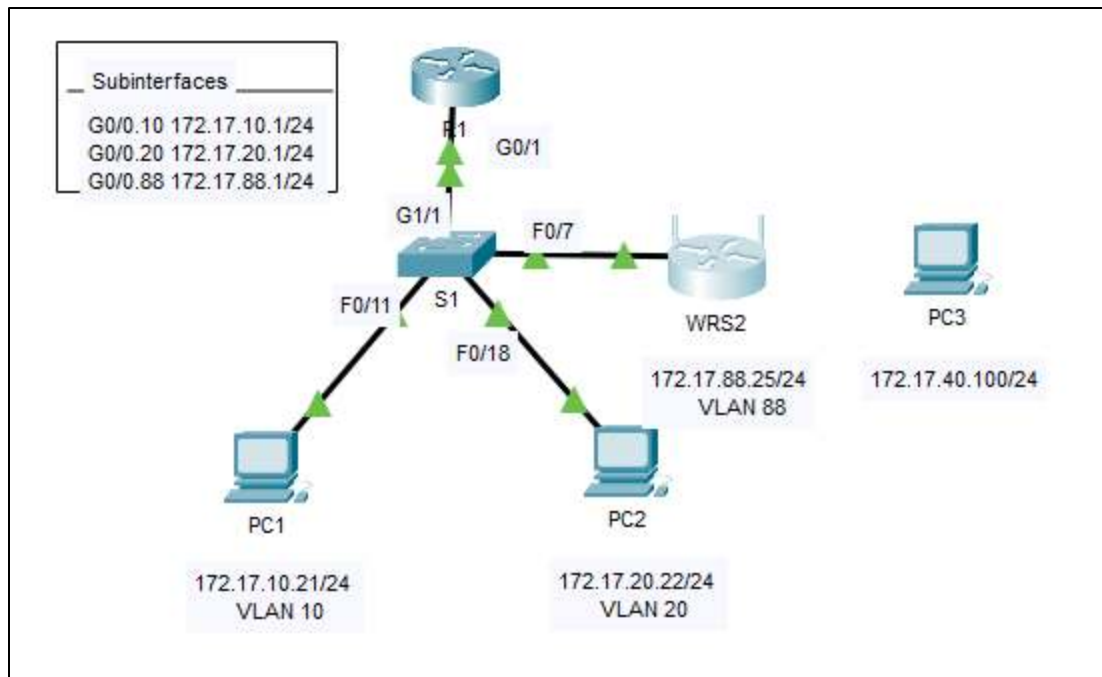 Subinterfaces
G0/0.10 172.17.10.1/24
G0/0.20 172.17.20.1/24
G0/0.88 172.17.88.1/24
R1
G0/1
G1/1
F0/7
S1
F0/11
F0/18
WRS2
PC3
172.17.88.25/24
VLAN 88
172.17.40.100/24
PC1
PC2
172.17.10.21/24
VLAN 10
172.17.20.22/24
VLAN 20